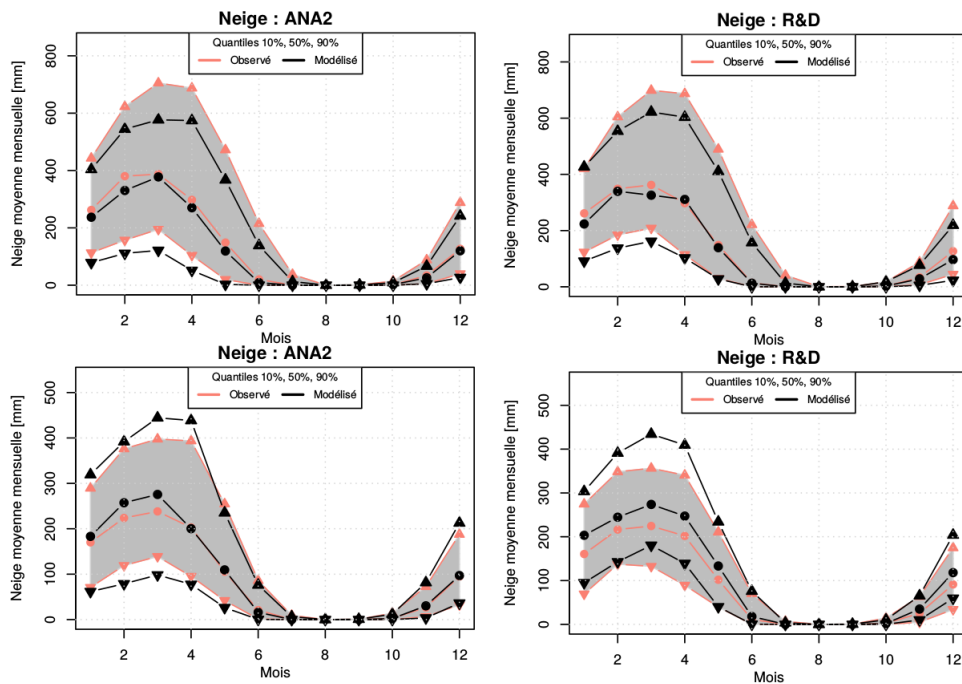 Neige : ANA2
Quantiles 10%, 50%, 90%
Observé Modélisé
Neige moyenne mensuelle [mm]
800
600
400
200
0
2 4 6 8 10 12
Mois
Neige : R&D
Quantiles 10%, 50%, 90%
Observé Modélisé
Neige moyenne mensuelle [mm]
800
600
400
200
0
2 4 6 8 10 12
Mois
Neige : ANA2
Quantiles 10%, 50%, 90%
Observé Modélisé
Neige moyenne mensuelle [mm]
500
400
300
200
100
0
2 4 6 8 10 12
Mois
Neige : R&D
Quantiles 10%, 50%, 90%
Observé Modélisé
Neige moyenne mensuelle [mm]
500
400
300
200
100
0
2 4 6 8 10 12
Mois